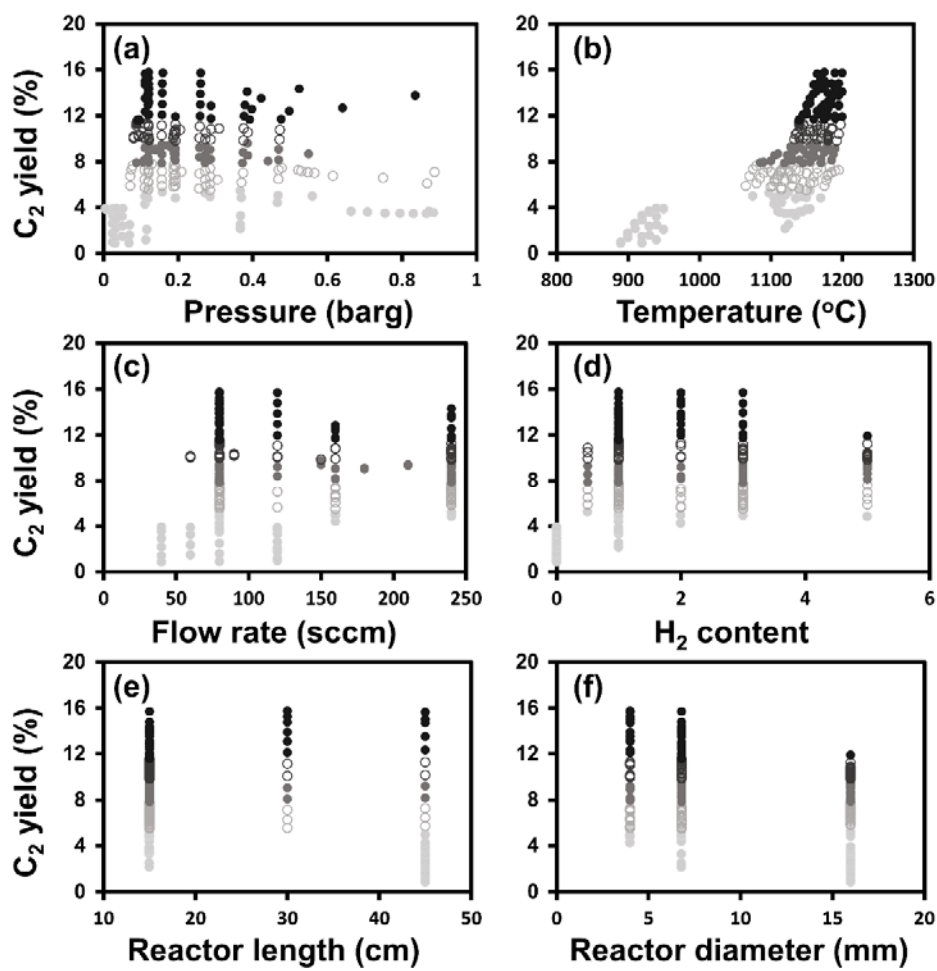 20
16
12
8
4
0
C₂ yield (%)
(a)
0 0.2 0.4 0.6 0.8 1
Pressure (barg)
20
16
12
8
4
0
(b)
800 900 1000 1100 1200 1300
Temperature (°C)
20
16
12
8
4
0
C₂ yield (%)
(c)
0 50 100 150 200 250
Flow rate (sccm)
20
16
12
8
4
0
(d)
0 2 4 6
H₂ content
20
16
12
8
4
0
C₂ yield (%)
(e)
10 20 30 40 50
Reactor length (cm)
20
16
12
8
4
0
(f)
0 5 10 15 20
Reactor diameter (mm)